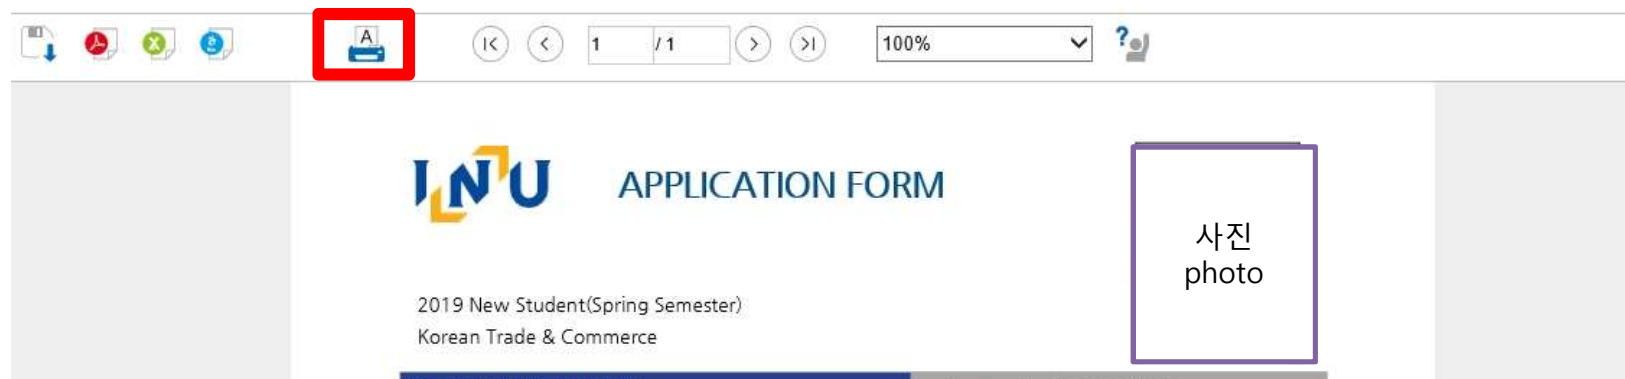 A
1 / 1
100%
?
INU
APPLICATION FORM
사진
photo
2019 New Student(Spring Semester)
Korean Trade & Commerce